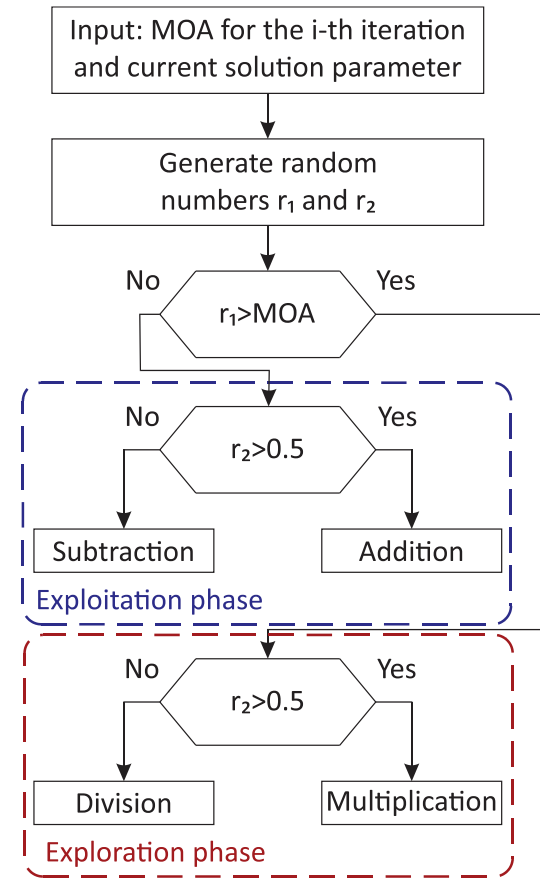 Input: MOA for the i-th iteration
and current solution parameter
Generate random
numbers r₁ and r₂
No
Yes
r₁>MOA
No
Yes
r₂>0.5
Subtraction
Addition
Exploitation phase
No
Yes
r₂>0.5
Division
Multiplication
Exploration phase